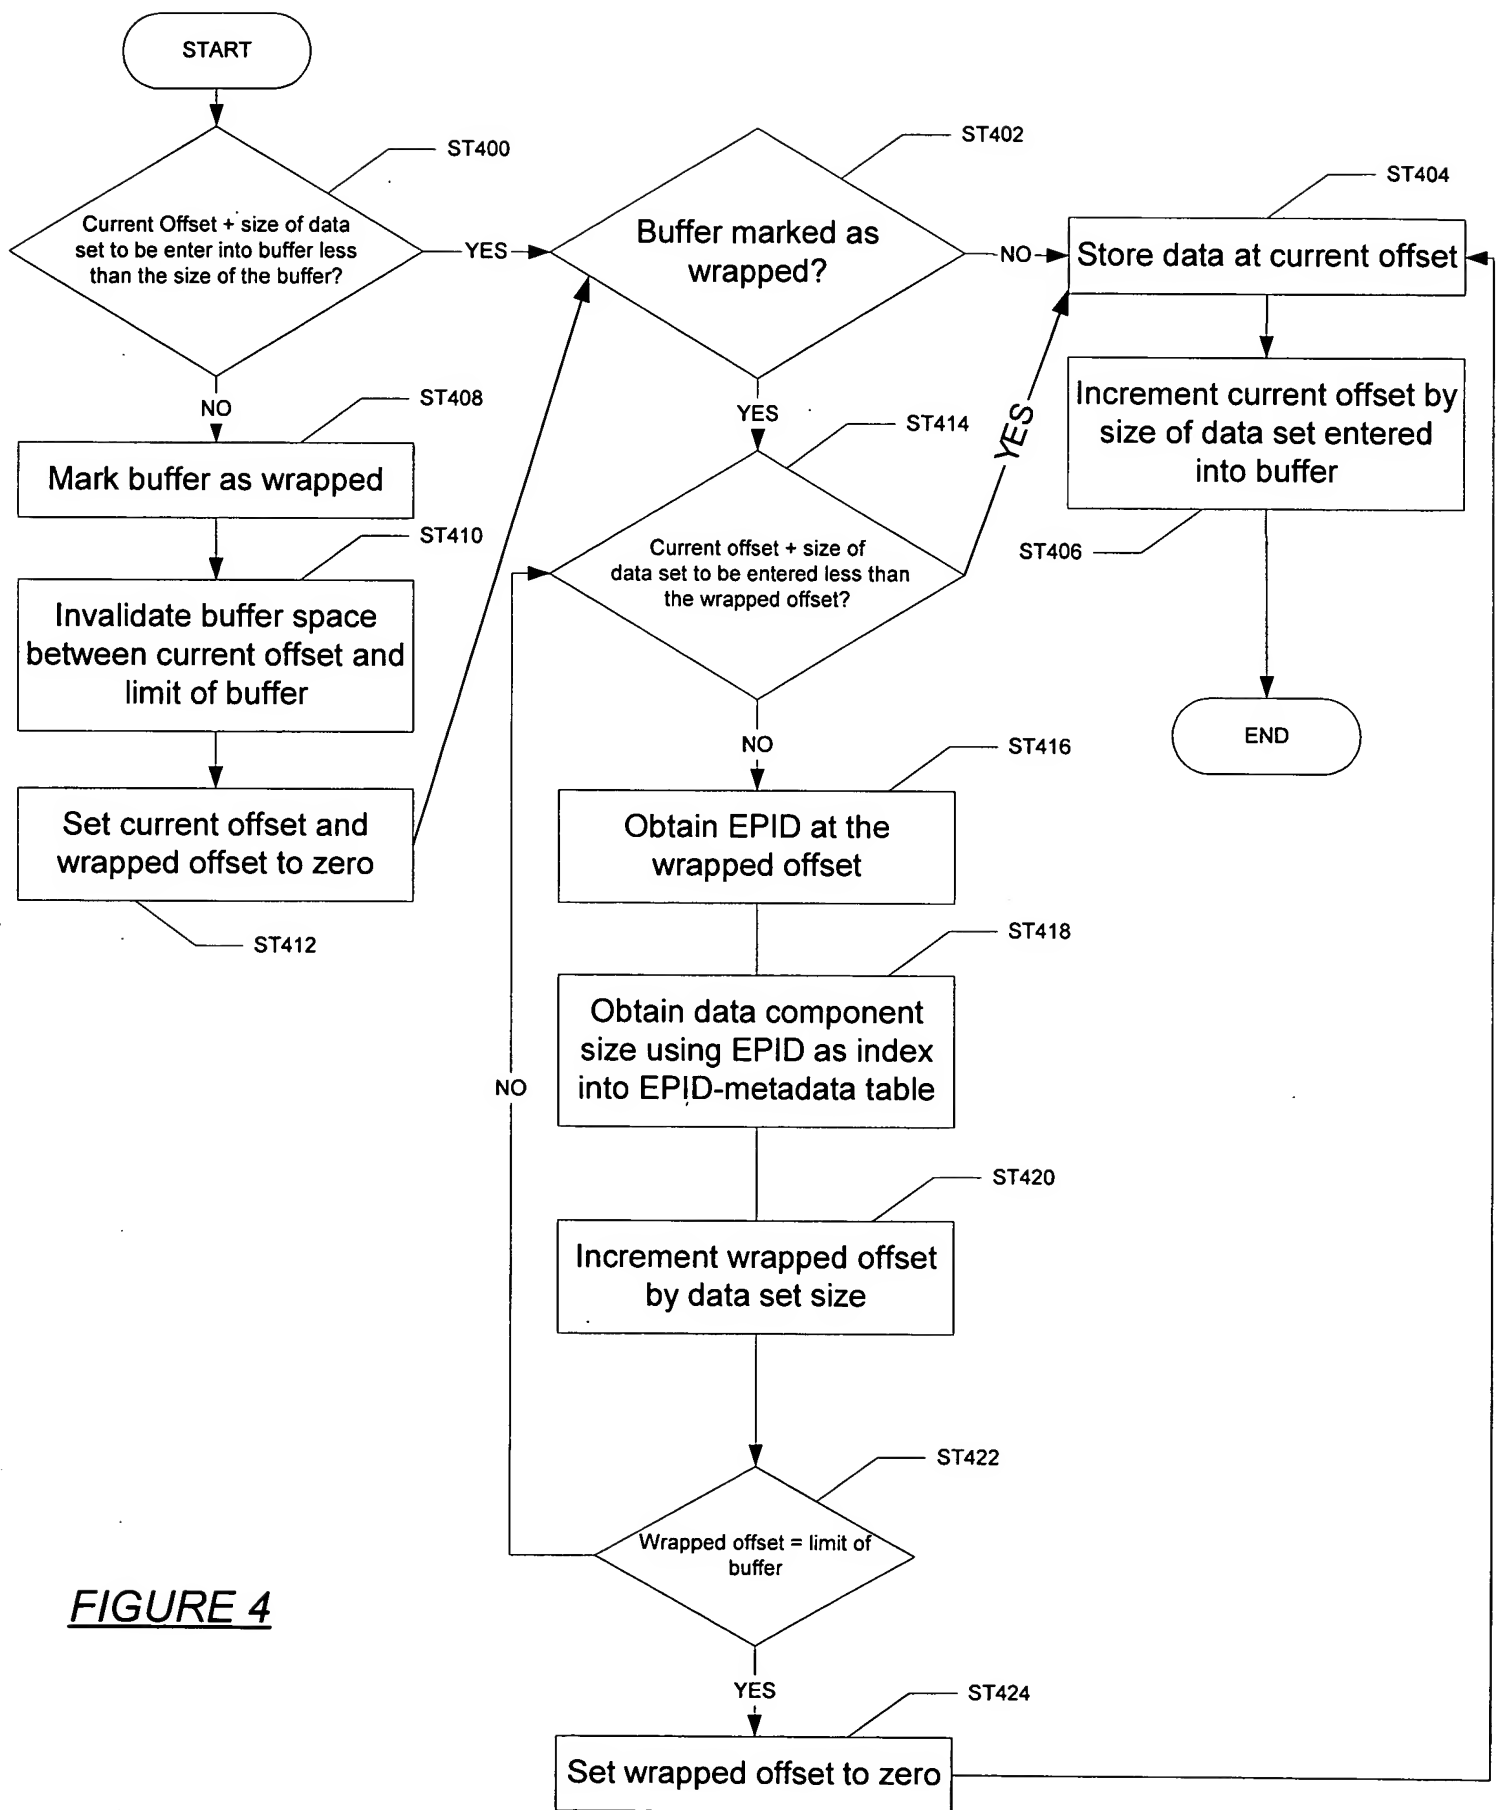 START
ST400
Current Offset + size of data
set to be enter into buffer less
than the size of the buffer?
YES
NO
ST402
Buffer marked as
wrapped?
NO
YES
ST404
Store data at current offset
Increment current offset by
size of data set entered
into buffer
ST406
END
ST408
Mark buffer as wrapped
ST410
Invalidate buffer space
between current offset and
limit of buffer
Set current offset and
wrapped offset to zero
ST412
ST414
Current offset + size of
data set to be entered less than
the wrapped offset?
YES
NO
ST416
Obtain EPID at the
wrapped offset
ST418
Obtain data component
size using EPID as index
into EPID-metadata table
NO
ST420
Increment wrapped offset
by data set size
ST422
Wrapped offset = limit of
buffer
YES
ST424
Set wrapped offset to zero
FIGURE 4